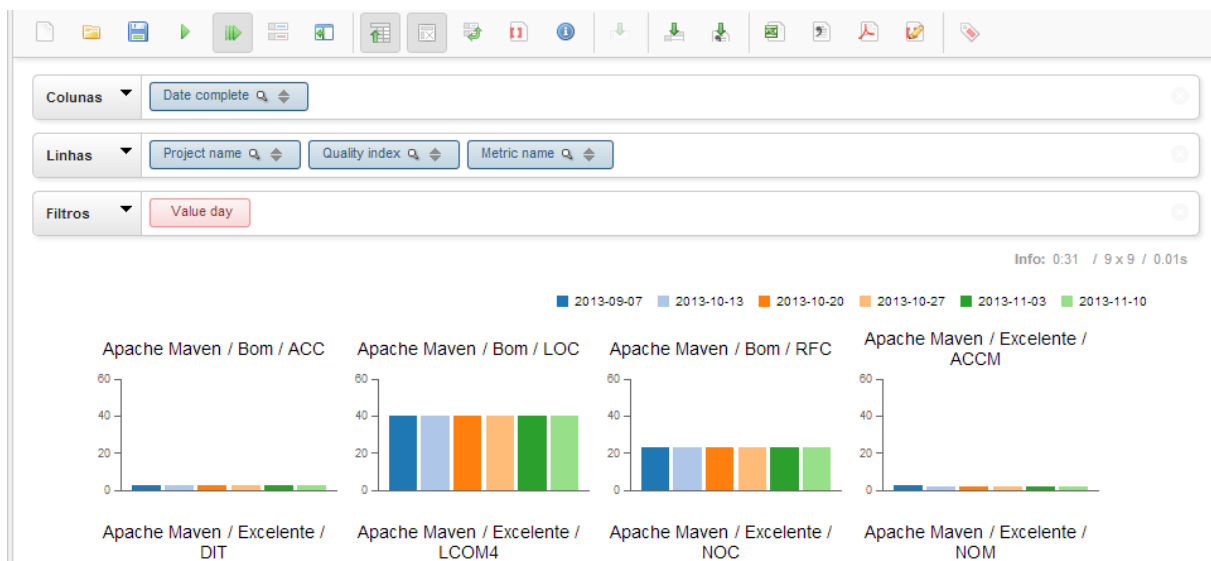 Colunas Date complete
Linhas Project name Quality index Metric name
Filtros Value day
Info: 0:31 / 9 x 9 / 0.01s
2013-09-07 2013-10-13 2013-10-20 2013-10-27 2013-11-03 2013-11-10
Apache Maven / Bom / ACC
60
40
20
0
Apache Maven / Bom / LOC
60
40
20
0
Apache Maven / Bom / RFC
60
40
20
0
Apache Maven / Excelente /
ACCM
60
40
20
0
Apache Maven / Excelente /
DIT
Apache Maven / Excelente /
LCOM4
Apache Maven / Excelente /
NOC
Apache Maven / Excelente /
NOM